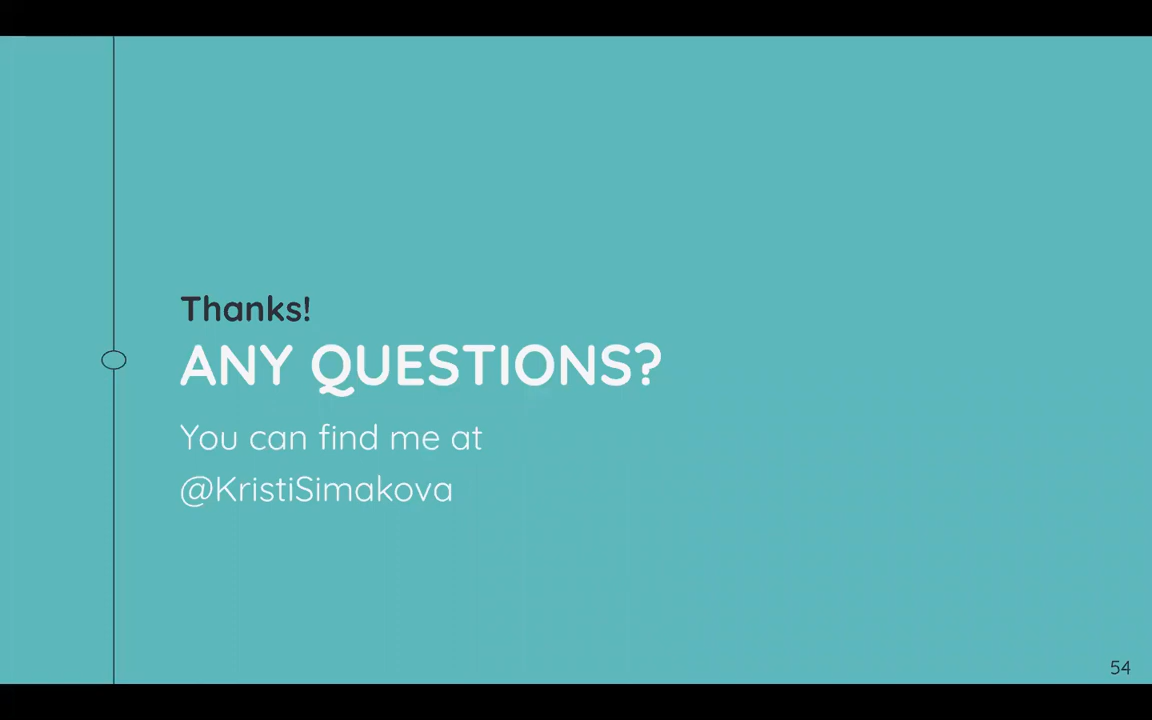 Thanks!
ANY QUESTIONS?
You can find me at
@KristiSimakova
54